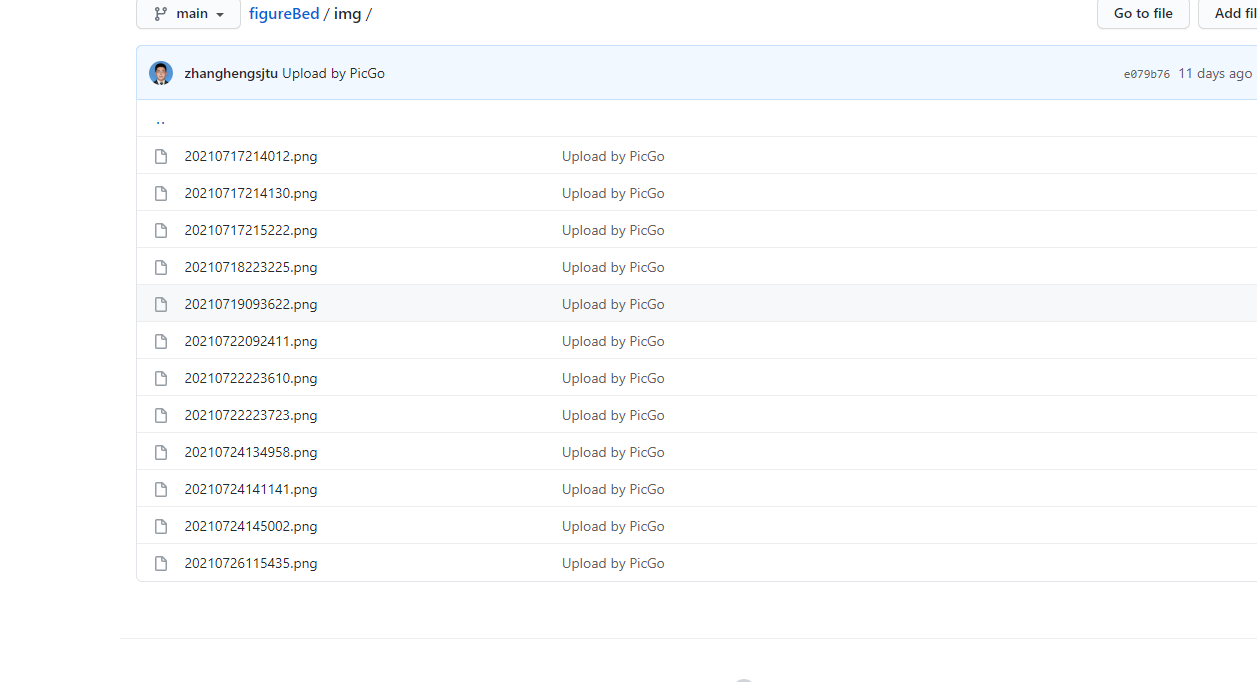 main figureBed / img / Go to file Add fil
zhanghengsjtu Upload by PicGo e079b76 11 days ago
..
20210717214012.png Upload by PicGo
20210717214130.png Upload by PicGo
20210717215222.png Upload by PicGo
20210718223225.png Upload by PicGo
20210719093622.png Upload by PicGo
20210722092411.png Upload by PicGo
20210722223610.png Upload by PicGo
20210722223723.png Upload by PicGo
20210724134958.png Upload by PicGo
20210724141141.png Upload by PicGo
20210724145002.png Upload by PicGo
20210726115435.png Upload by PicGo